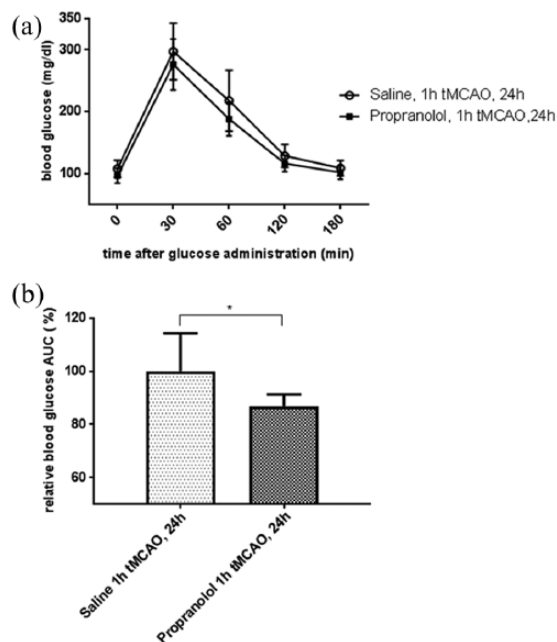 (a)
350
300
200
100
blood glucose (mg/dl)
0
30
60
120
180
time after glucose administration (min)
Saline, 1h tMCAO, 24h
Propranolol, 1h tMCAO,24h
(b)
120
100
80
60
relative blood glucose AUC (%)
*
Saline 1h tMCAO, 24h
Propranolol 1h tMCAO, 24h